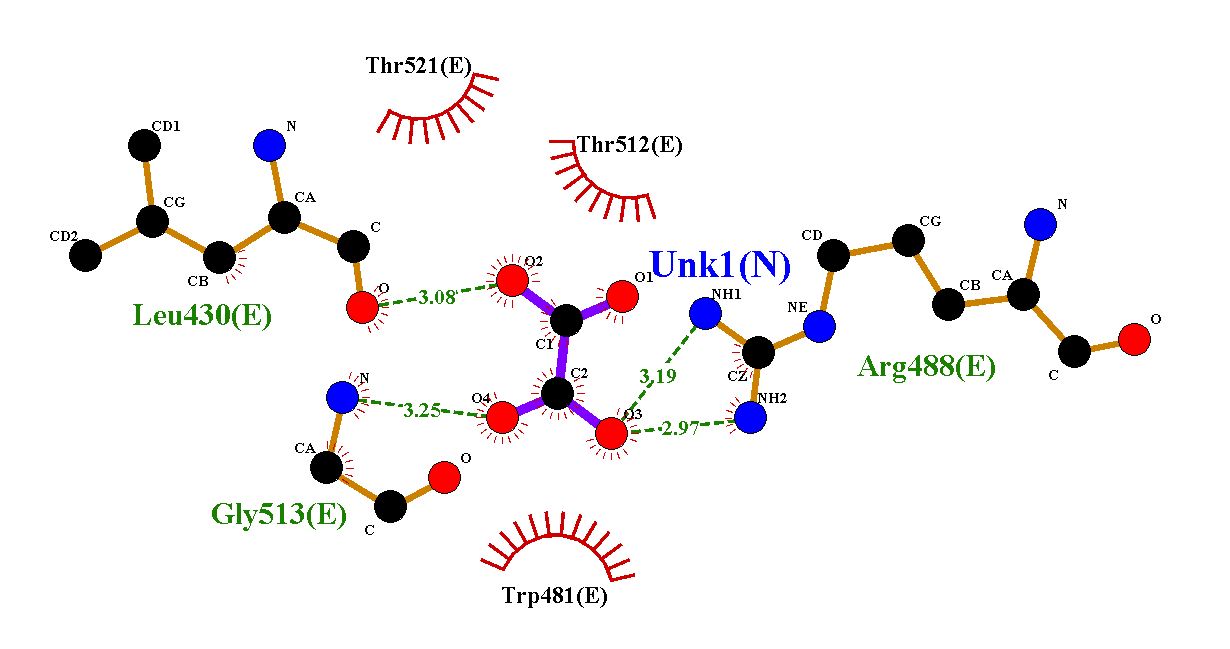 Thr521(E)
Thr512(E)
CD1
N
CG
CA
CD2
CB
C
O
Leu430(E)
3.08
O2
O1
Unk1(N)
C1
C2
NH1
NE
CD
CG
N
CA
CB
CZ
NH2
C
O
Arg488(E)
3.19
2.97
O3
O4
3.25
N
CA
O
C
Gly513(E)
Trp481(E)